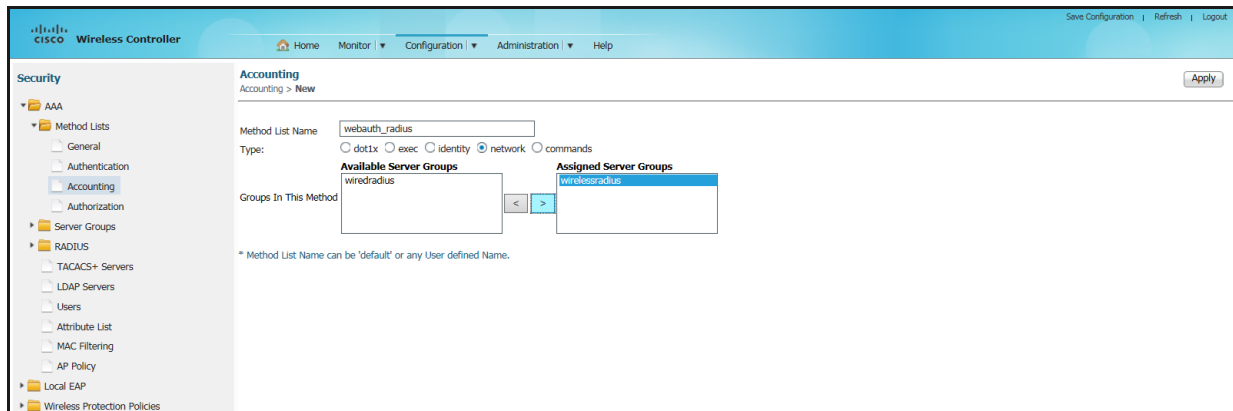 Save Configuration | Refresh | Logout
CISCO Wireless Controller
Home Monitor Configuration Administration Help
Security
AAA
Method Lists
General
Authentication
Accounting
Authorization
Server Groups
RADIUS
TACACS+ Servers
LDAP Servers
Users
Attribute List
MAC Filtering
AP Policy
Local EAP
Wireless Protection Policies
Accounting
Accounting > New
Apply
Method List Name webauth_radius
Type: dot1x exec identity network commands
Available Server Groups Assigned Server Groups
wiredradius wirelessradius
Groups In This Method < >
* Method List Name can be 'default' or any User defined Name.